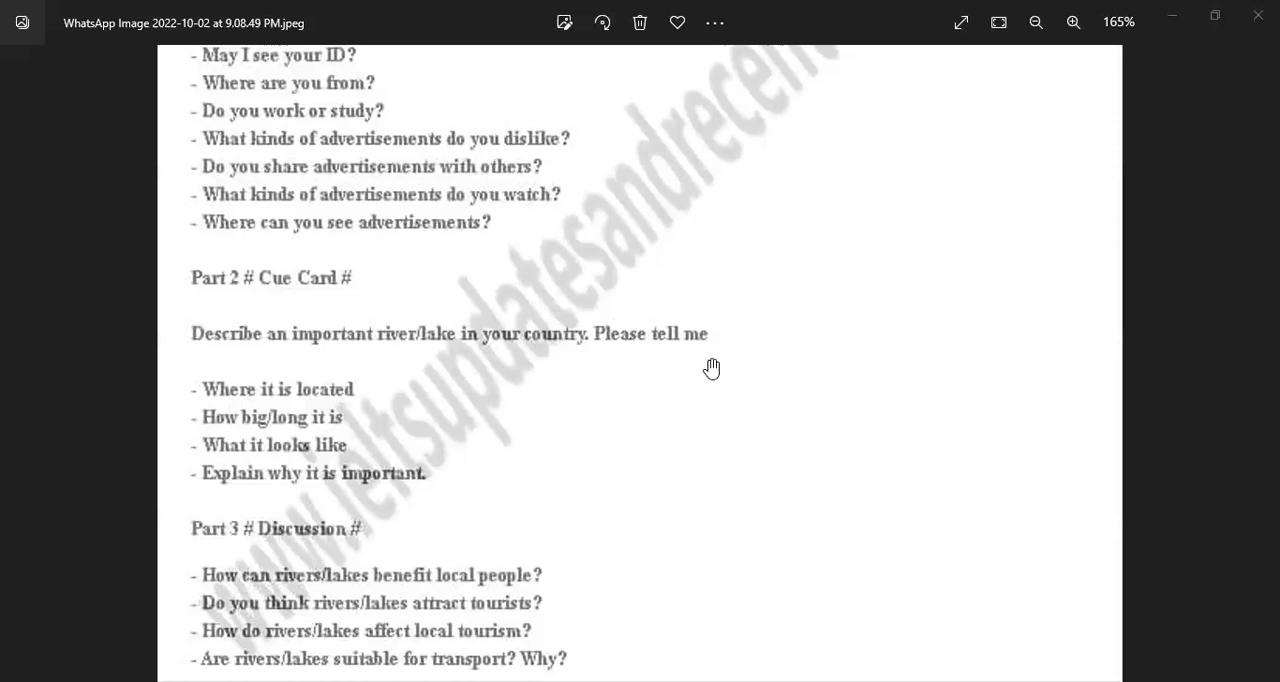 WhatsApp Image 2022-10-02 at 9.08.49 PM.jpeg
165%
- May I see your ID?
- Where are you from?
- Do you work or study?
- What kinds of advertisements do you dislike?
- Do you share advertisements with others?
- What kinds of advertisements do you watch?
- Where can you see advertisements?
Part 2 # Cue Card #
Describe an important river/lake in your country. Please tell me
- Where it is located
- How big/long it is
- What it looks like
- Explain why it is important.
Part 3 # Discussion #
- How can rivers/lakes benefit local people?
- Do you think rivers/lakes attract tourists?
- How do rivers/lakes affect local tourism?
- Are rivers/lakes suitable for transport? Why?
www.ieltsupdatesandrecen